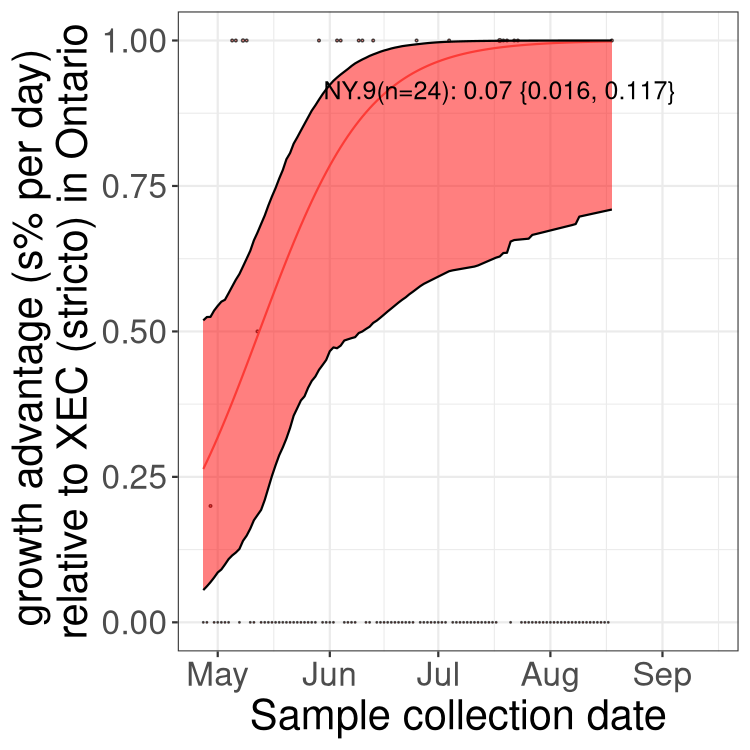 growth advantage (s% per day)
relative to XEC (stricto) in Ontario
1.00
0.75
0.50
0.25
0.00
NY.9(n=24): 0.07 {0.016, 0.117}
May Jun Jul Aug Sep
Sample collection date